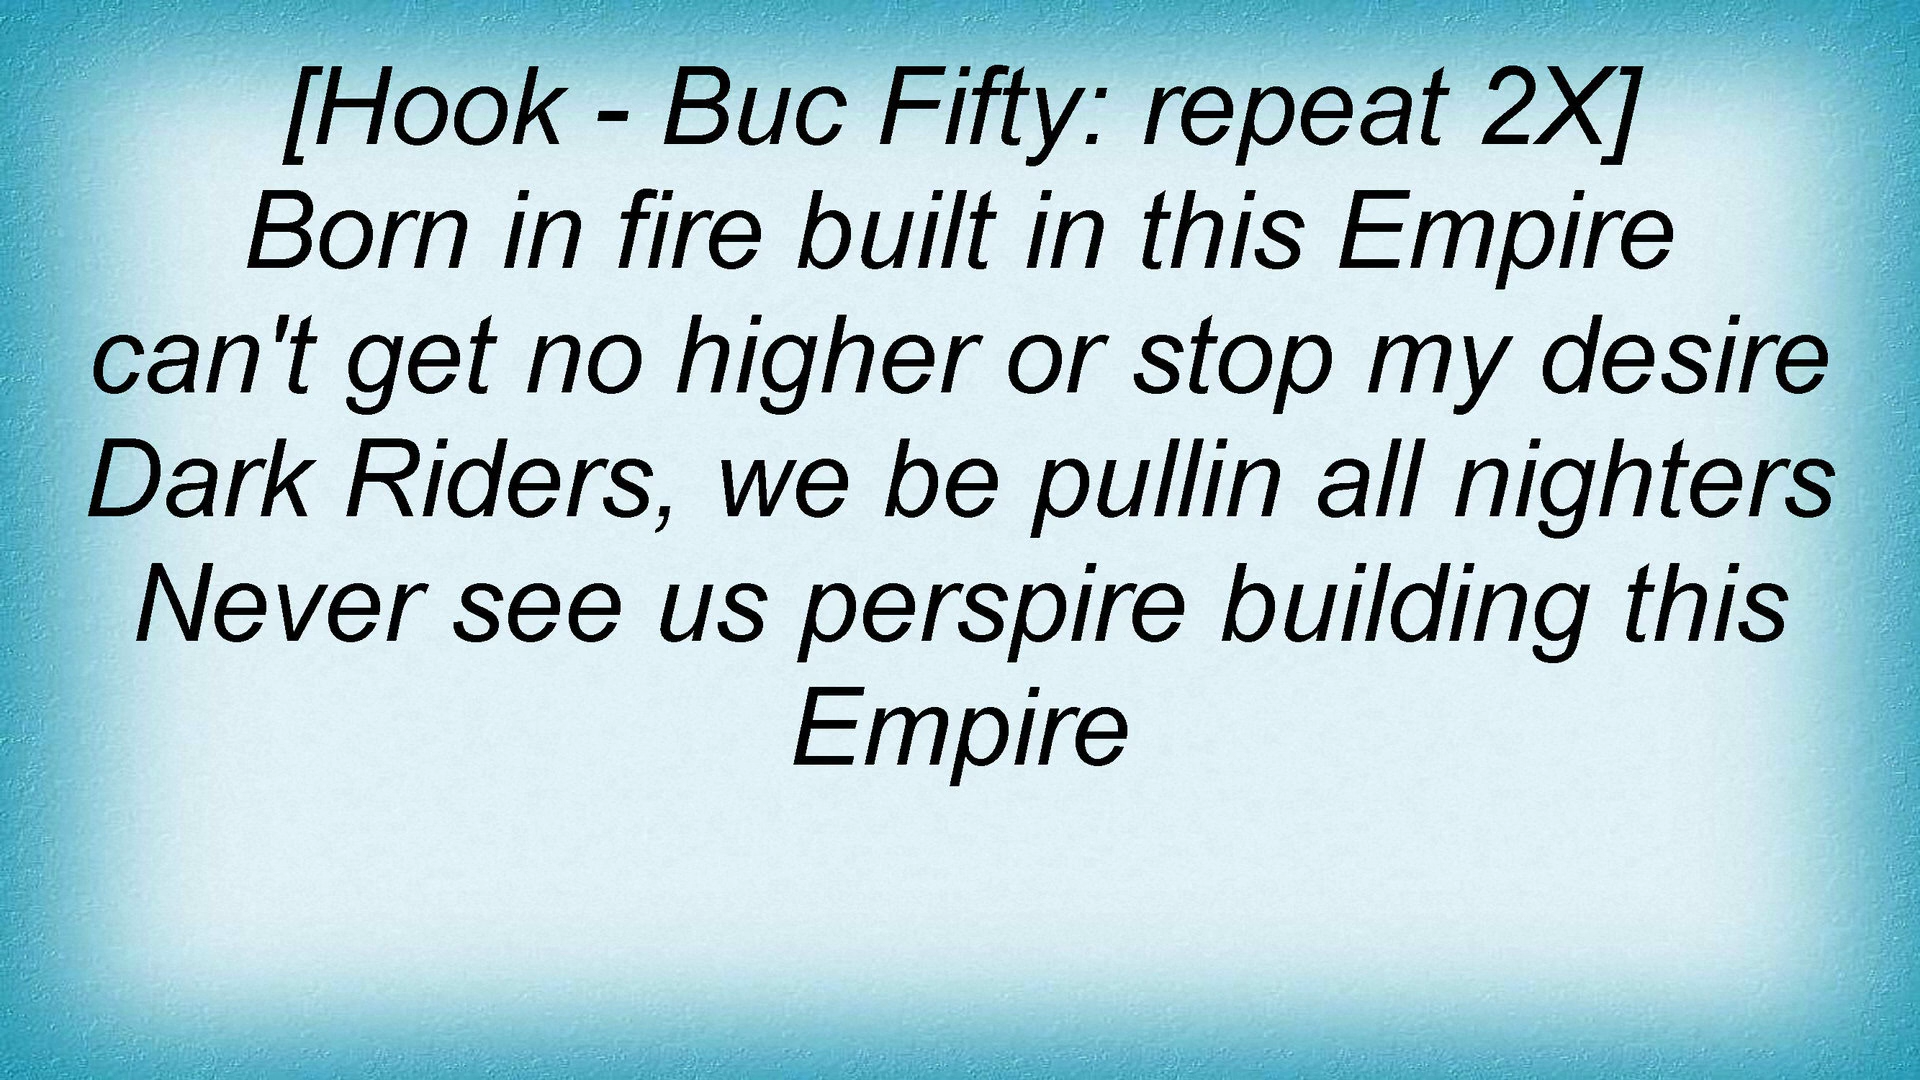 [Hook - Buc Fifty: repeat 2X]
Born in fire built in this Empire
can't get no higher or stop my desire
Dark Riders, we be pullin all nighters
Never see us perspire building this
Empire